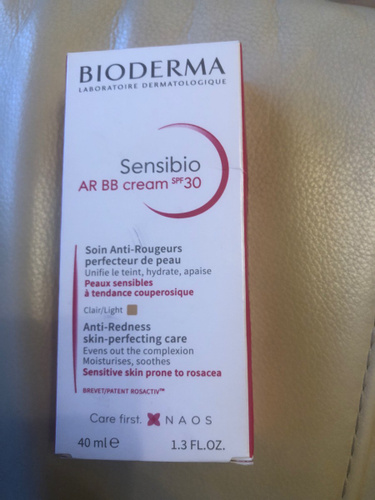 BIODERMA
LABORATOIRE DERMATOLOGIQUE
Sensibio
AR BB cream SPF30
Soin Anti-Rougeurs
perfecteur de peau
Unifie le teint, hydrate, apaise
Peaux sensibles
à tendance couperosique
Clair/Light
Anti-Redness
skin-perfecting care
Evens out the complexion
Moisturises, soothes
Sensitive skin prone to rosacea
BREVET/PATENT ROSACTIV™
Care first. NAOS
40 ml e 1.3 FL.OZ.